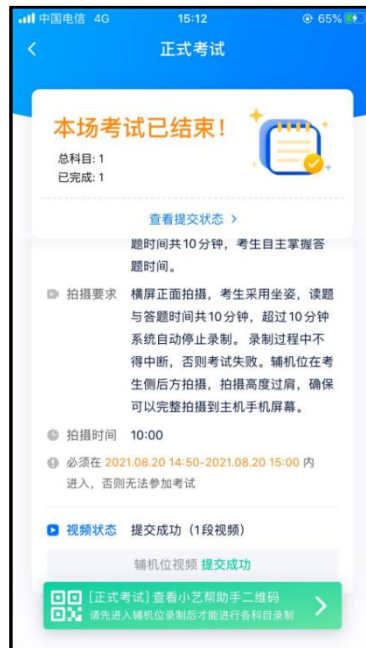 中国电信 4G 15:12 65%
正式考试
本场考试已结束！
总科目: 1
已完成: 1
查看提交状态 >
题时间共10分钟，考生自主掌握答
题时间。
拍摄要求 横屏正面拍摄，考生采用坐姿，读题
与答题时间共10分钟，超过10分钟
系统自动停止录制。录制过程中不
得中断，否则考试失败。辅机位在考
生侧后方拍摄，拍摄高度过肩，确保
可以完整拍摄到主机手机屏幕。
拍摄时间 10:00
必须在 2021.08.20 14:50-2021.08.20 15:00 内
进入，否则无法参加考试
视频状态 提交成功（1段视频）
辅机位视频 提交成功
[正式考试] 查看小艺帮助手二维码
请先进入辅机位录制后才能进行各科目录制